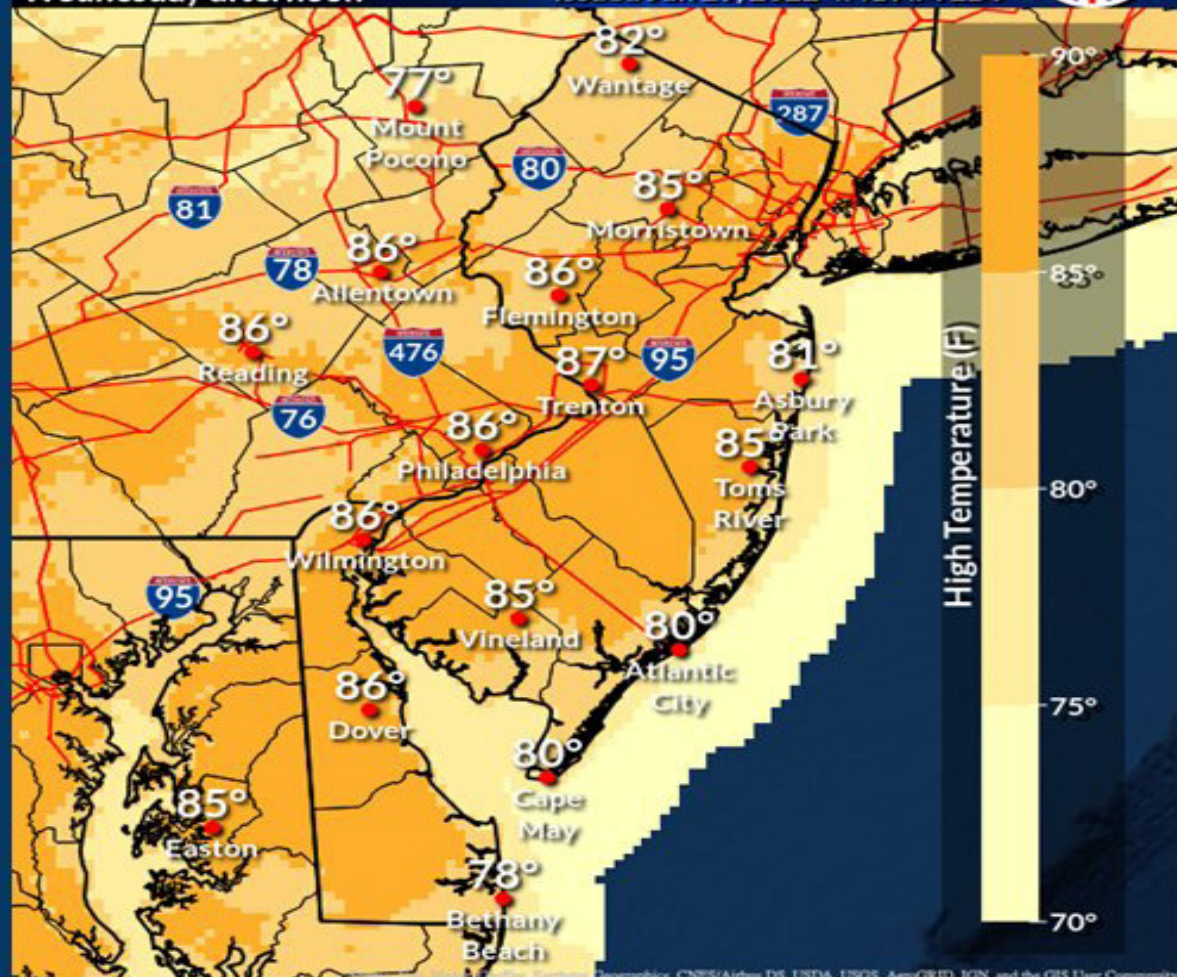 Wednesday afternoon
82°
Wantage
90°
77°
Mount
Pocono
287
80
85°
Morristown
81
86°
Allentown
78
86°
Flemington
85°
86°
Reading
476
87°
Trenton
95
81°
Asbury
Park
High Temperature (F)
76
86°
Philadelphia
85°
Toms
River
80°
86°
Wilmington
95
85°
Vineland
80°
Atlantic
City
86°
Dover
75°
80°
Cape
May
85°
Easton
78°
Bethany
Beach
70°